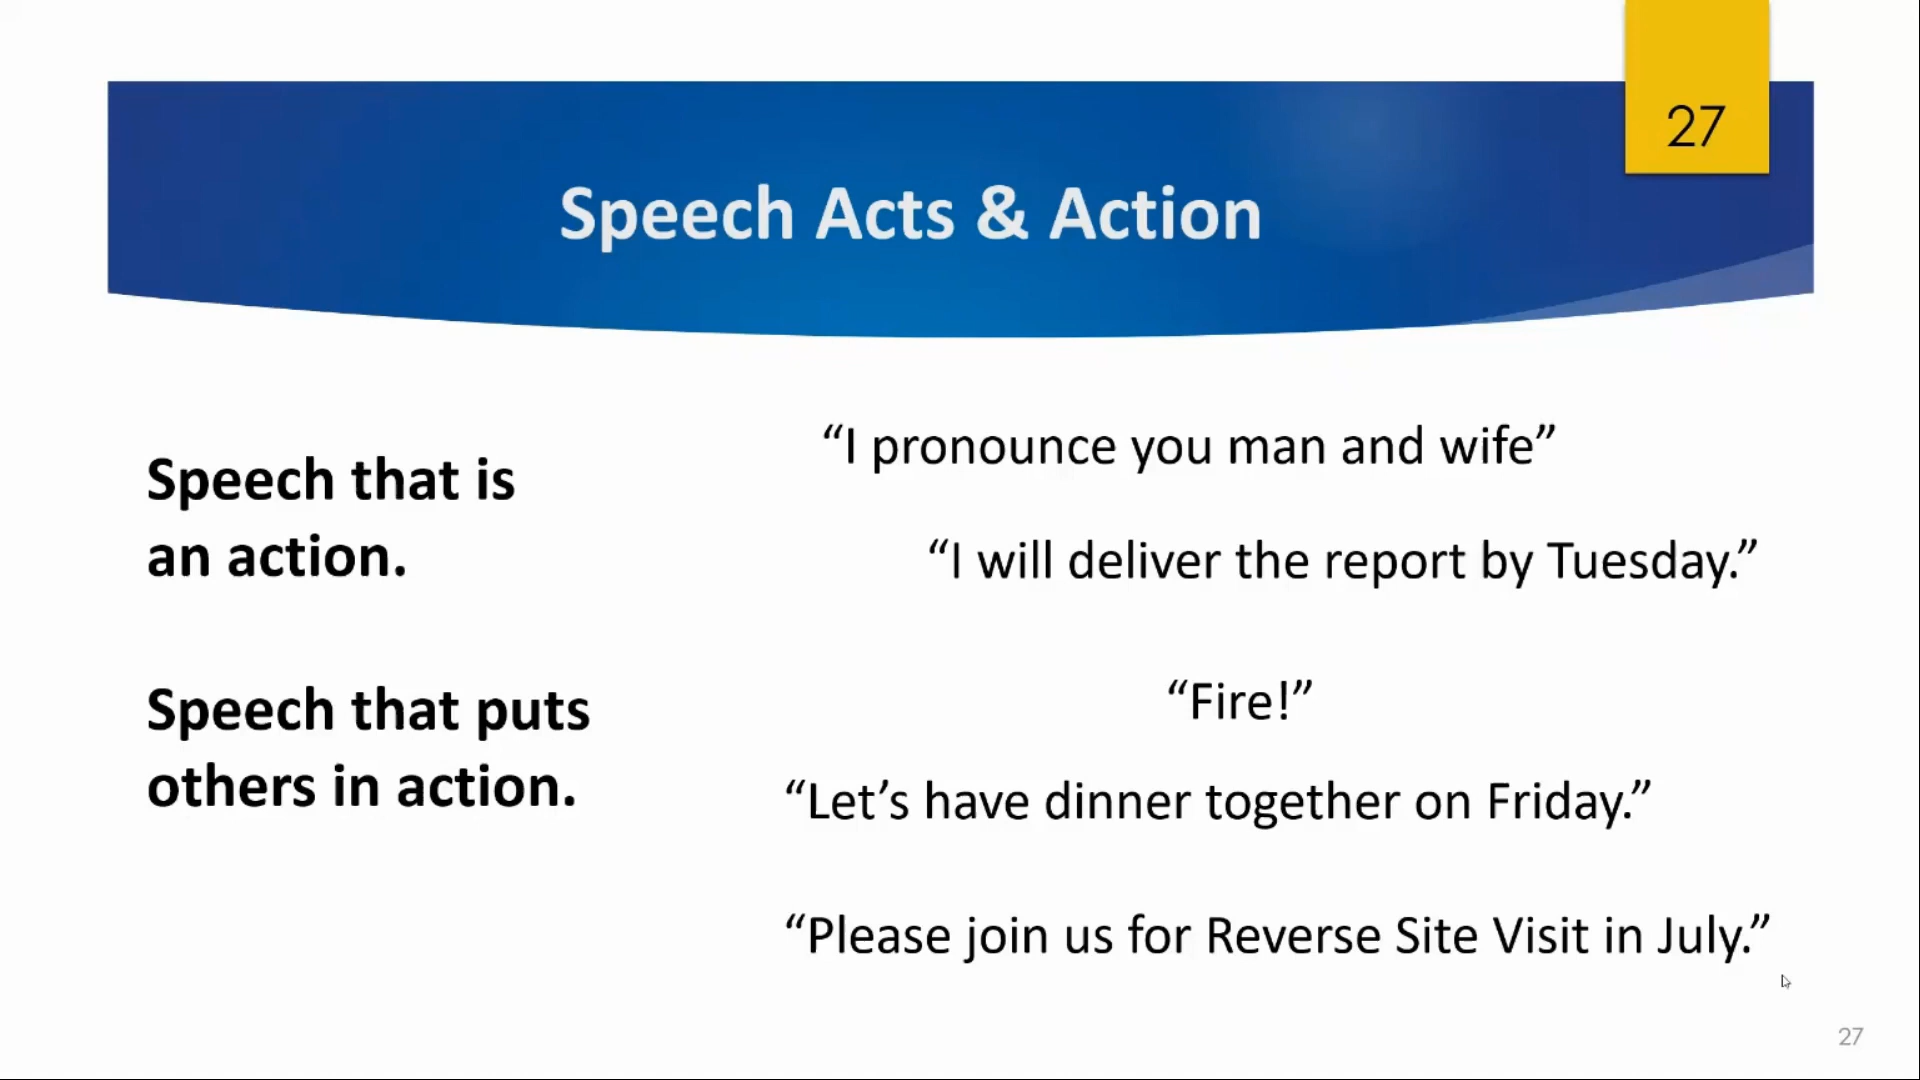 27
Speech Acts & Action
Speech that is
an action.
Speech that puts
others in action.
“I pronounce you man and wife”
“I will deliver the report by Tuesday.”
“Fire!”
“Let’s have dinner together on Friday.”
“Please join us for Reverse Site Visit in July.”
27